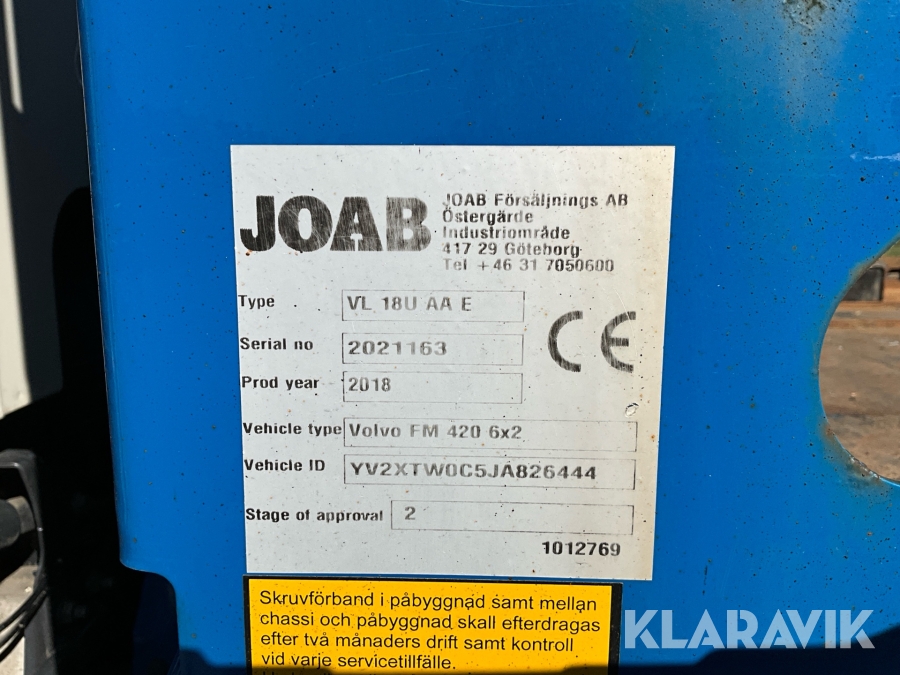 JOAB
JOAB Försäljnings AB
Östergärde
Industriområde
417 29 Göteborg
Tel +46 31 7050600
Type VL 18U AA E
Serial no 2021163
CE
Prod year 2018
Vehicle type Volvo FM 420 6x2
Vehicle ID YV2XTW0C5JA826444
Stage of approval 2
1012769
Skruvförband i påbyggnad samt mellan
chassi och påbyggnad skall efterdragas
efter två månaders drift samt kontroll
vid varje servicetillfälle.
KLARAVIK